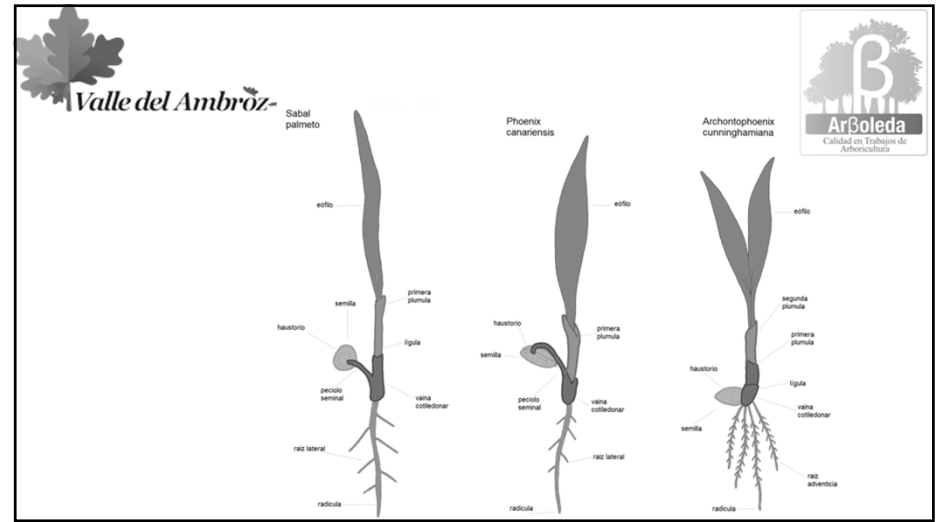 Valle del Ambroz
β
Arβoleda
Calidad en Trabajos de
Arboricultura
Sabal
palmeto
eófilo
primera
plumula
semilla
haustorio
lígula
peciolo
seminal
vaina
cotiledonar
raiz lateral
radicula
Phoenix
canariensis
eófilo
haustorio
primera
plumula
semilla
peciolo
seminal
vaina
cotiledonar
raiz lateral
radicula
Archontophoenix
cunninghamiana
eófilo
segunda
plumula
primera
plumula
haustorio
lígula
vaina
cotiledonar
semilla
raiz
adventicia
radicula